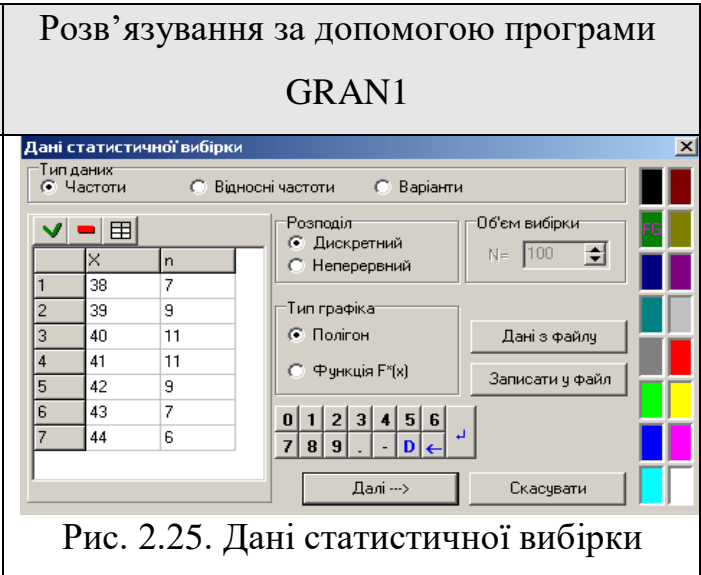 Розв’язування за допомогою програми
GRAN1
Дані статистичної вибірки
Тип даних
Частоти Відносні частоти Варіанти
X n
1 38 7
2 39 9
3 40 11
4 41 11
5 42 9
6 43 7
7 44 6
Розподіл
Дискретний
Неперервний
Об'єм вибірки
N= 100
Тип графіка
Полігон
Функція F*(x)
Дані з файлу
Записати у файл
0 1 2 3 4 5 6
7 8 9 . - D ←
Далі --->
Скасувати
FG
Рис. 2.25. Дані статистичної вибірки